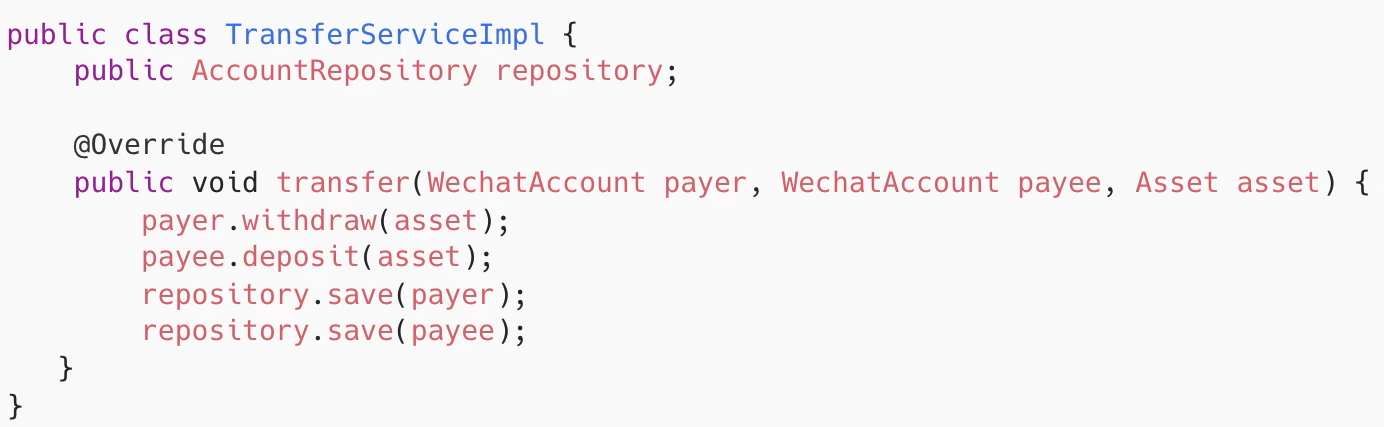 public class TransferServiceImpl {
    public AccountRepository repository;

    @Override
    public void transfer(WechatAccount payer, WechatAccount payee, Asset asset) {
        payer.withdraw(asset);
        payee.deposit(asset);
        repository.save(payer);
        repository.save(payee);
   }
}